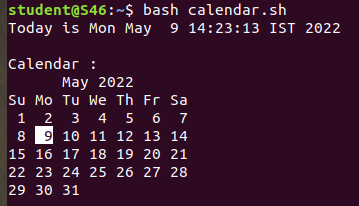 student@S46:~$ bash calendar.sh
Today is Mon May  9 14:23:13 IST 2022

Calendar :
      May 2022
Su Mo Tu We Th Fr Sa
 1  2  3  4  5  6  7
 8  9 10 11 12 13 14
15 16 17 18 19 20 21
22 23 24 25 26 27 28
29 30 31